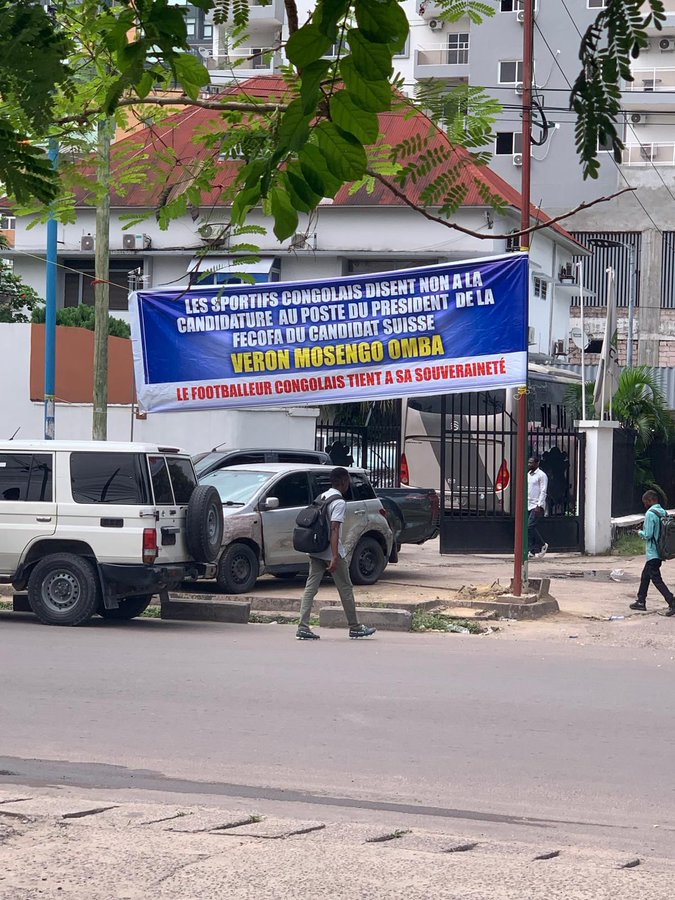 LES SPORTIFS CONGOLAIS DISENT NON A LA
CANDIDATURE AU POSTE DU PRESIDENT DE LA
FECOFA DU CANDIDAT SUISSE
VERON MOSENGO OMBA
LE FOOTBALLEUR CONGOLAIS TIENT A SA SOUVERAINETÉ